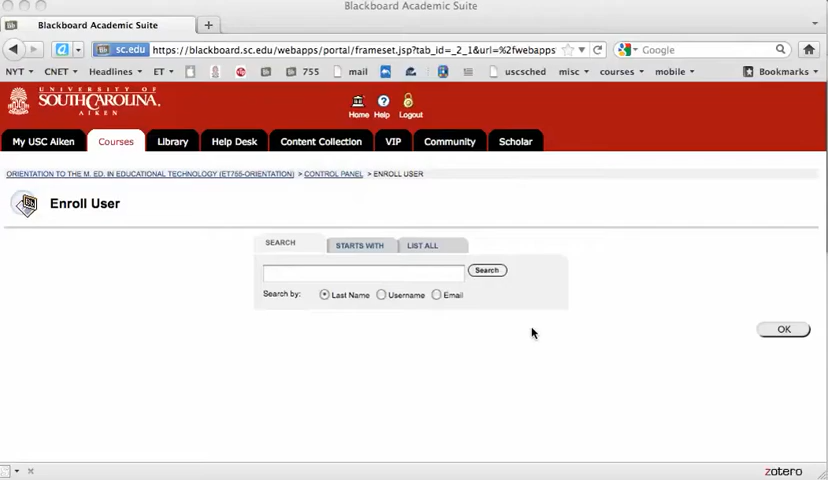 Blackboard Academic Suite
Blackboard Academic Suite
sc.edu https://blackboard.sc.edu/webapps/portal/frameset.jsp?tab_id=_2_1&url=%2fwebapps Google
NYT CNET Headlines ET 755 mail uscsched misc courses mobile Bookmarks
UNIVERSITY OF
SOUTH CAROLINA
AIKEN
Home Help Logout
My USC Aiken Courses Library Help Desk Content Collection VIP Community Scholar
ORIENTATION TO THE M. ED. IN EDUCATIONAL TECHNOLOGY (ET755-ORIENTATION) > CONTROL PANEL > ENROLL USER
Enroll User
SEARCH STARTS WITH LIST ALL
Search
Search by: Last Name Username Email
OK
zotero